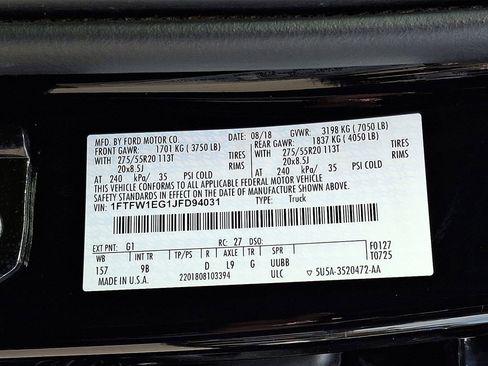 MFD. BY FORD MOTOR CO. 08/18 GVWR: 3198 KG ( 7050 LB)
FRONT GAWR: 1701 KG ( 3750 LB) REAR GAWR: 1837 KG ( 4050 LB)
WITH 275/55R20 113T TIRES WITH 275/55R20 113T TIRES
20x8.5J RIMS 20x8.5J RIMS
AT 240 kPa/ 35 PSI COLD AT 240 kPa/ 35 PSI COLD
THIS VEHICLE CONFORMS TO ALL APPLICABLE FEDERAL MOTOR VEHICLE
SAFETY STANDARDS IN EFFECT ON THE DATE OF MANUFACTURE SHOWN ABOVE.
VIN: 1FTFW1EG1JFD94031 TYPE: Truck
EXT PNT: G1 RC: 27 DSO:
WB INT TR TP/PS R AXLE TR SPR F0127
157 9B D L9 G UUBB T0725
MADE IN U.S.A. 2201808103394 ULC 5U5A-3520472-AA